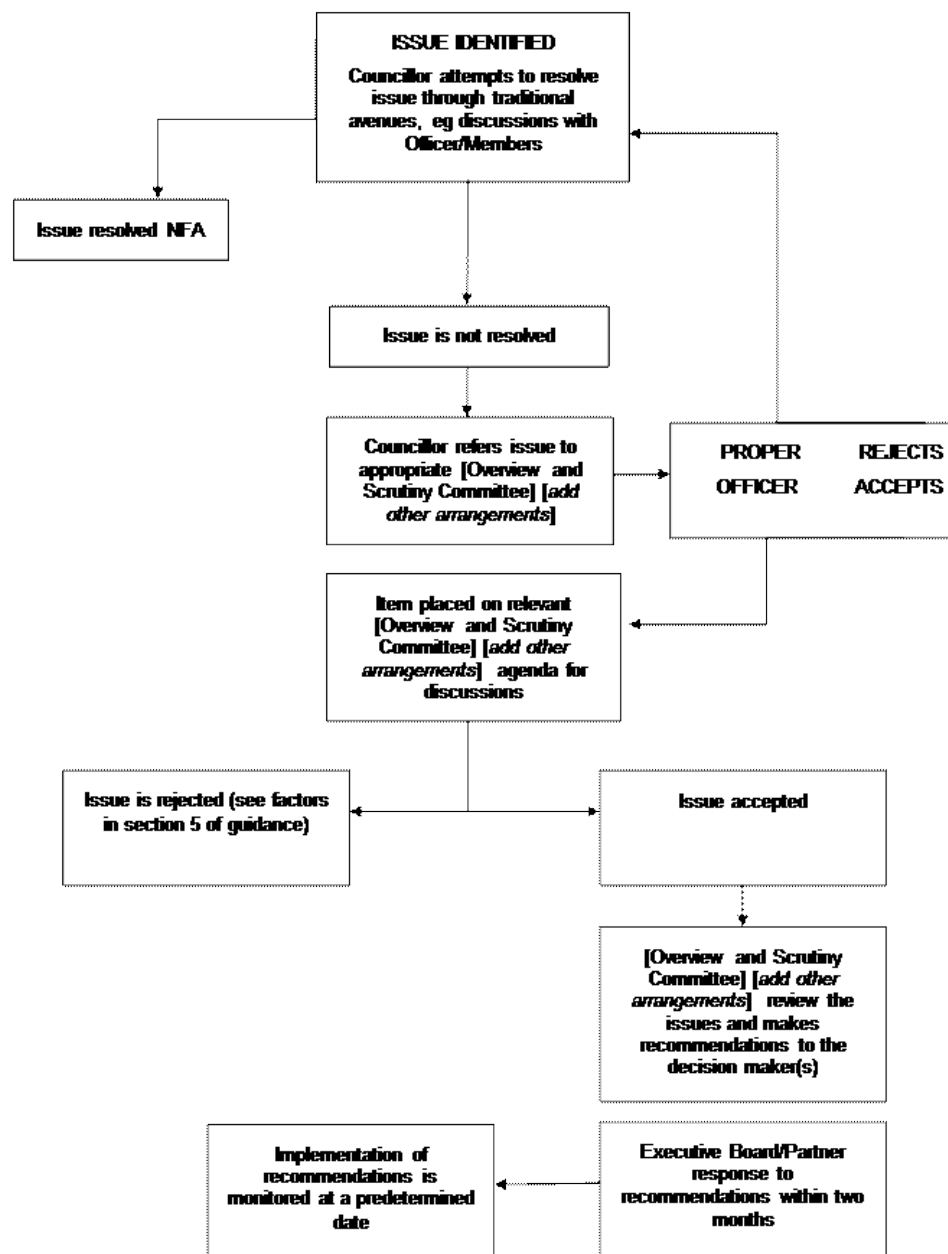 ISSUE IDENTIFIED
Councillor attempts to resolve
issue through traditional
avenues, eg discussions with
Officer/Members
Issue resolved NFA
Issue is not resolved
Councillor refers issue to
appropriate [Overview and
Scrutiny Committee] [add
other arrangements]
PROPER REJECTS
OFFICER ACCEPTS
Item placed on relevant
[Overview and Scrutiny
Committee] [add other
arrangements] agenda for
discussions
Issue is rejected (see factors
in section 5 of guidance)
Issue accepted
[Overview and Scrutiny
Committee] [add other
arrangements] review the
issues and makes
recommendations to the
decision maker(s)
Executive Board/Partner
response to
recommendations within two
months
Implementation of
recommendations is
monitored at a predetermined
date